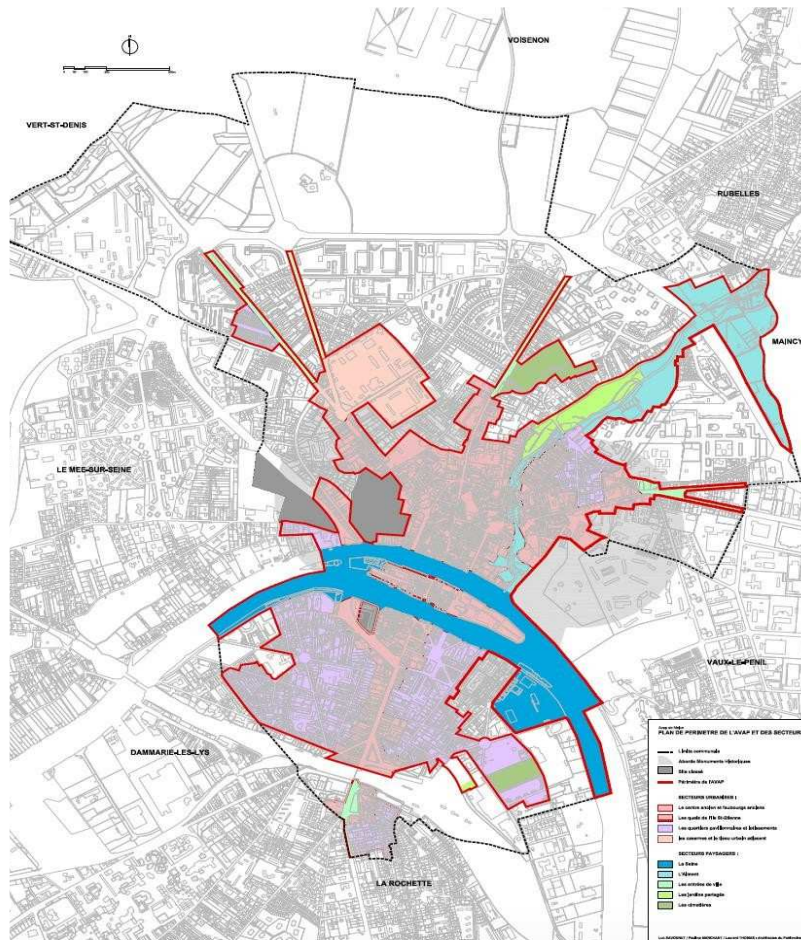 VOISENON
VERT-ST-DENIS
RUBELLES
MAINCY
LE MEE-SUR-SEINE
VAUX-LE-PENIL
DAMMARIE-LES-LYS
LA ROCHETTE
PLAN DE PERIMETRE DE L'AVAP ET DES SECTEURS
Limite communale
Abords Monuments Historiques
Site classé
Périmètre de l'AVAP
SECTEURS URBANISES :
Le centre ancien et faubourgs anciens
Les quais de l'Ile St-Etienne
Les quartiers pavillonnaires et lotissements
les casernes et le tissu urbain adjacent
SECTEURS PAYSAGERS :
La Seine
L'Almont
Les entrées de ville
Les jardins partagés
Les cimetières